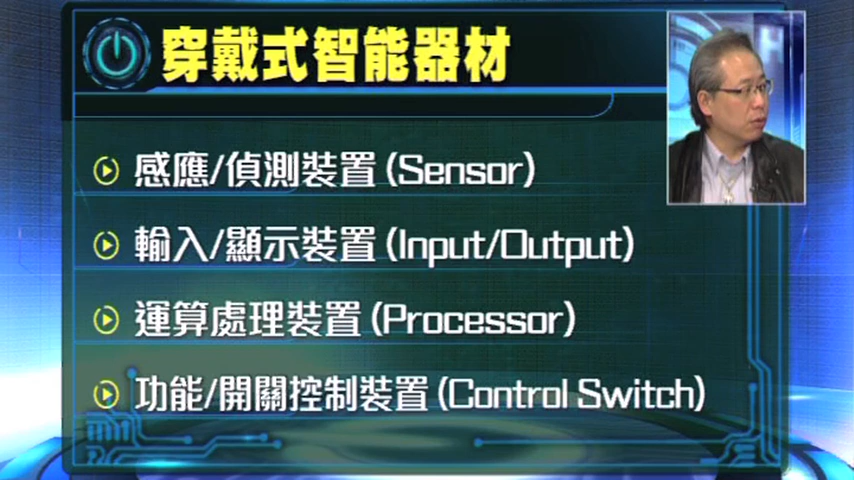 穿戴式智能器材
感應/偵測裝置 (Sensor)
輸入/顯示裝置 (Input/Output)
運算處理裝置 (Processor)
功能/開關控制裝置 (Control Switch)